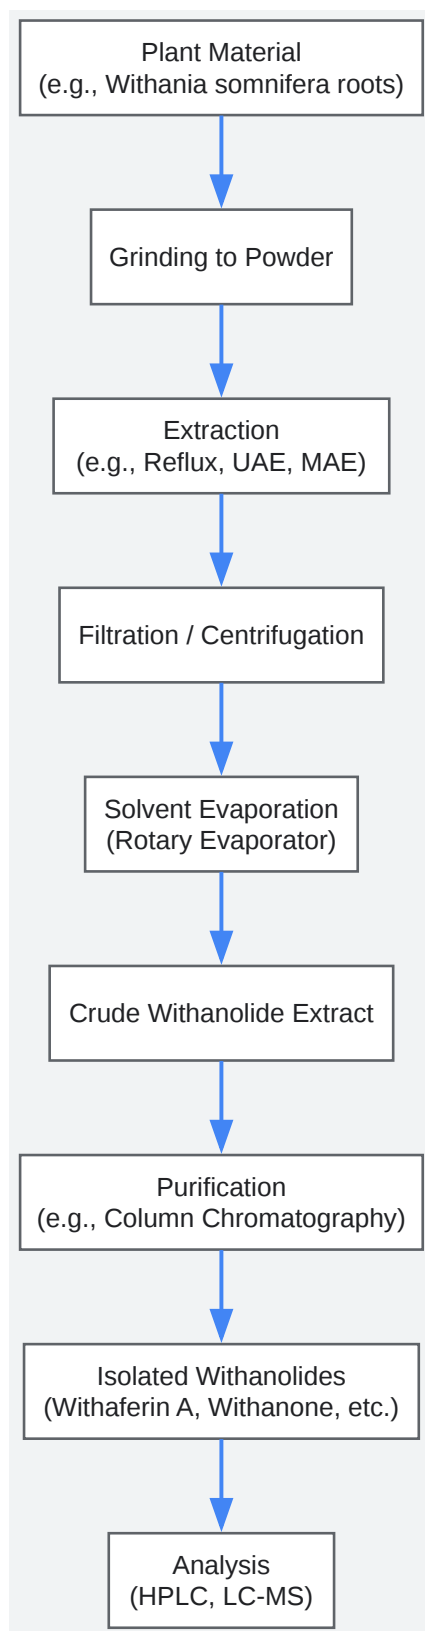 Plant Material
(e.g., Withania somnifera roots)
Grinding to Powder
Extraction
(e.g., Reflux, UAE, MAE)
Filtration / Centrifugation
Solvent Evaporation
(Rotary Evaporator)
Crude Withanolide Extract
Purification
(e.g., Column Chromatography)
Isolated Withanolides
(Withaferin A, Withanone, etc.)
Analysis
(HPLC, LC-MS)